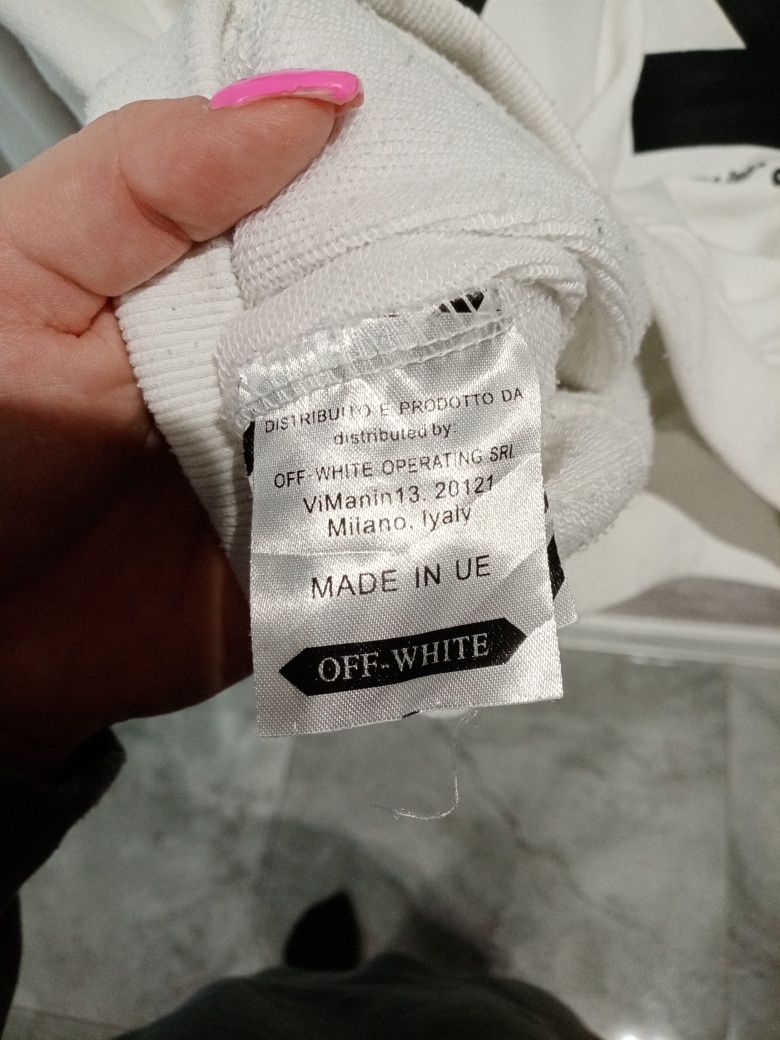 DISTRIBUITO E PRODOTTO DA
distributed by:
OFF-WHITE OPERATING SRL
ViManin13. 20121
Milano. Iyaly
MADE IN UE
OFF-WHITE